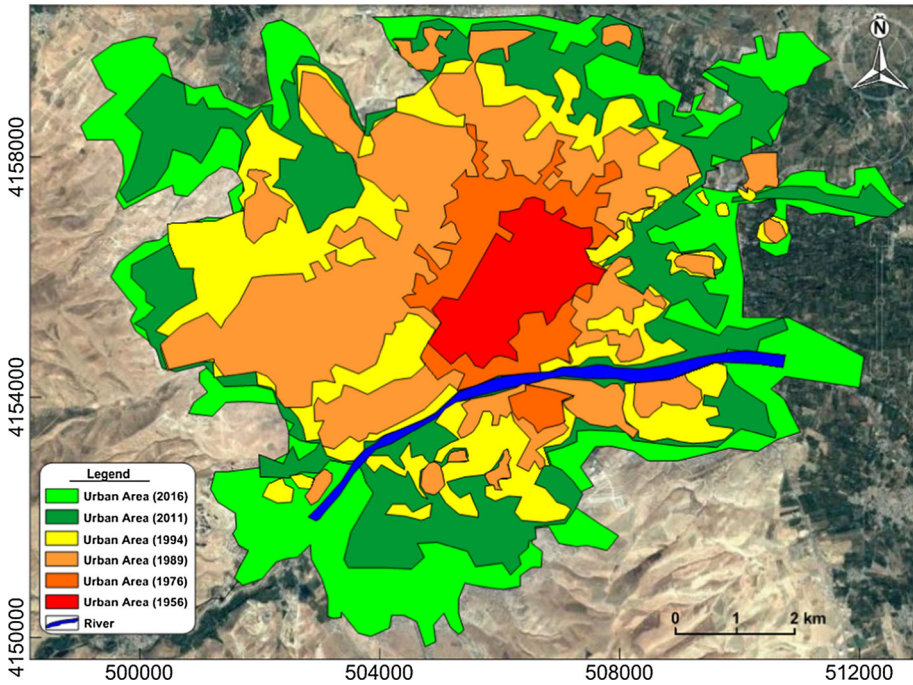 N
4158000
4154000
4150000
Legend
Urban Area (2016)
Urban Area (2011)
Urban Area (1994)
Urban Area (1989)
Urban Area (1976)
Urban Area (1956)
River
0 1 2 km
500000 504000 508000 512000